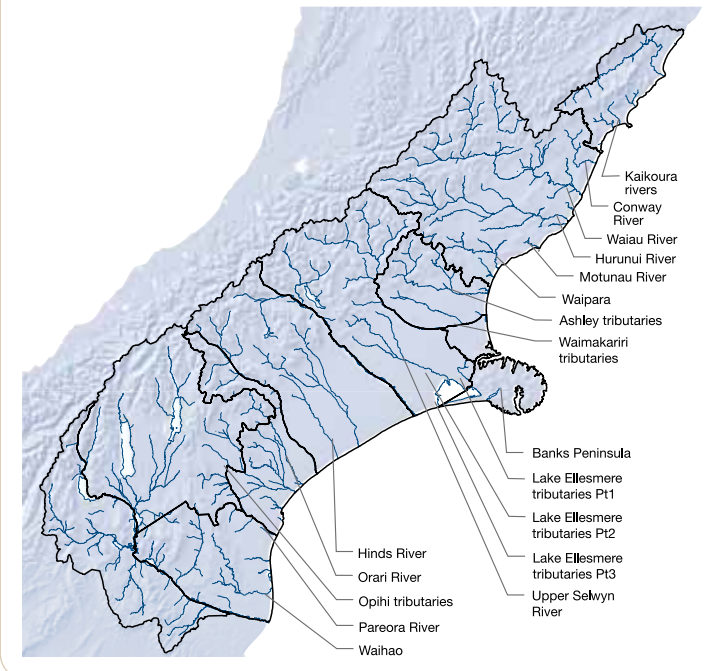 Kaikoura
rivers
Conway
River
Waiau River
Hurunui River
Motunau River
Waipara
Ashley tributaries
Waimakariri
tributaries
Banks Peninsula
Lake Ellesmere
tributaries Pt1
Lake Ellesmere
tributaries Pt2
Lake Ellesmere
tributaries Pt3
Upper Selwyn
River
Hinds River
Orari River
Opihi tributaries
Pareora River
Waihao